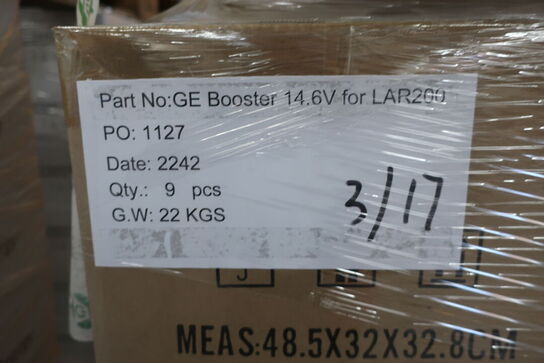 Part No:GE Booster 14.6V for LAR200
PO: 1127
Date: 2242
Qty.: 9 pcs
G.W: 22 KGS
3/17
MEAS:48.5X32X32.8CM